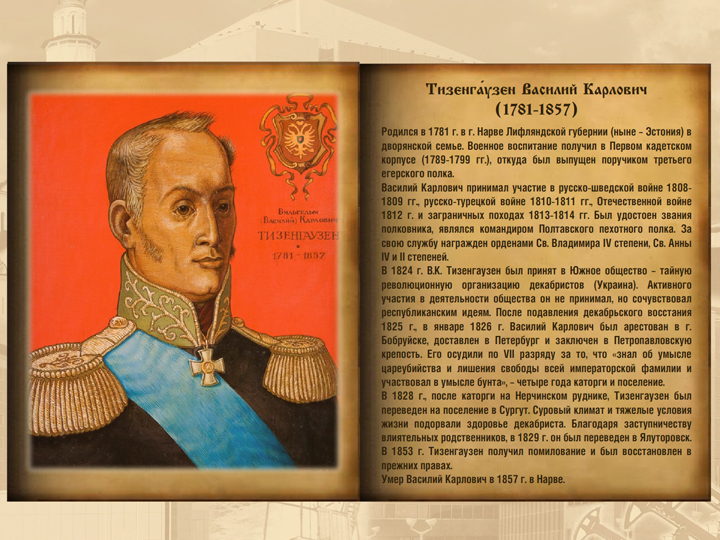 Вильгельм
(Василий) Карлович
ТИЗЕНГАУЗЕН
1781 - 1857
Тизенга́узен Василий Карлович
(1781-1857)
Родился в 1781 г. в г. Нарве Лифляндской губернии (ныне – Эстония) в
дворянской семье. Военное воспитание получил в Первом кадетском
корпусе (1789-1799 гг.), откуда был выпущен поручиком третьего
егерского полка.
Василий Карлович принимал участие в русско-шведской войне 1808-
1809 гг., русско-турецкой войне 1810-1811 гг., Отечественной войне
1812 г. и заграничных походах 1813-1814 гг. Был удостоен звания
полковника, являлся командиром Полтавского пехотного полка. За
свою службу награжден орденами Св. Владимира IV степени, Св. Анны
IV и II степеней.
В 1824 г. В.К. Тизенгаузен был принят в Южное общество – тайную
революционную организацию декабристов (Украина). Активного
участия в деятельности общества он не принимал, но сочувствовал
республиканским идеям. После подавления декабрьского восстания
1825 г., в январе 1826 г. Василий Карлович был арестован в г.
Бобруйске, доставлен в Петербург и заключен в Петропавловскую
крепость. Его осудили по VII разряду за то, что «знал об умысле
цареубийства и лишения свободы всей императорской фамилии и
участвовал в умысле бунта», – четыре года каторги и поселение.
В 1828 г., после каторги на Нерчинском руднике, Тизенгаузен был
переведен на поселение в Сургут. Суровый климат и тяжелые условия
жизни подорвали здоровье декабриста. Благодаря заступничеству
влиятельных родственников, в 1829 г. он был переведен в Ялуторовск.
В 1853 г. Тизенгаузен получил помилование и был восстановлен в
прежних правах.
Умер Василий Карлович в 1857 г. в Нарве.